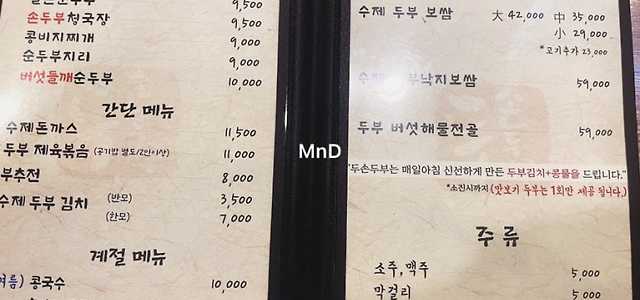 9,500
손두부청국장 9,500
콩비지찌개 9,000
순두부지리 9,000
버섯들깨순두부 10,000
간단 메뉴
수제돈까스 11,500
두부 제육볶음 (공기밥 별도/2인이상) 11,000
부추전 8,000
수제 두부 김치 (반모) 3,500
(한모) 7,000
계절 메뉴
콩국수 10,000
MnD
수제 두부 보쌈 大 42,000 中 35,000
小 29,000
*고기추가 23,000
수제 부낙지보쌈 59,000
두부 버섯해물전골 59,000
"두손두부는 매일아침 신선하게 만든 두부김치+콩물을 드립니다."
*소진시까지 (맛보기 두부는 1회만 제공 됩니다.)
주 류
소주, 맥주 5,000
막걸리 5,000